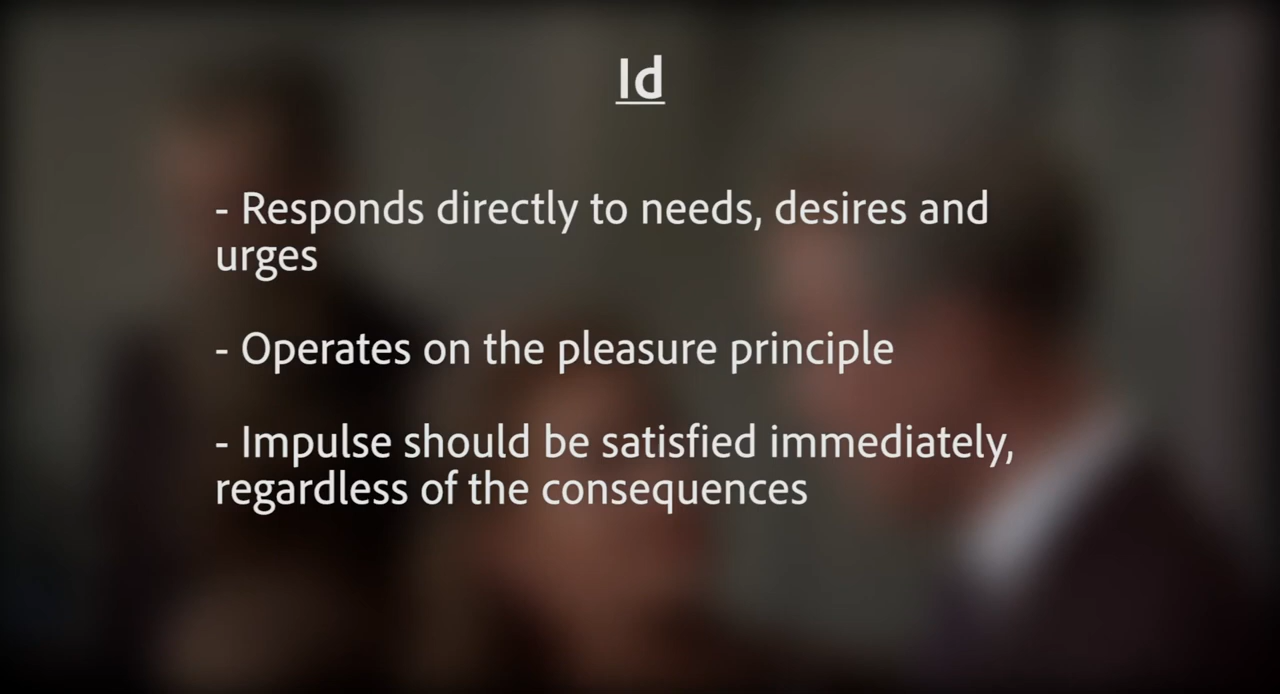 Id
- Responds directly to needs, desires and
urges
- Operates on the pleasure principle
- Impulse should be satisfied immediately,
regardless of the consequences